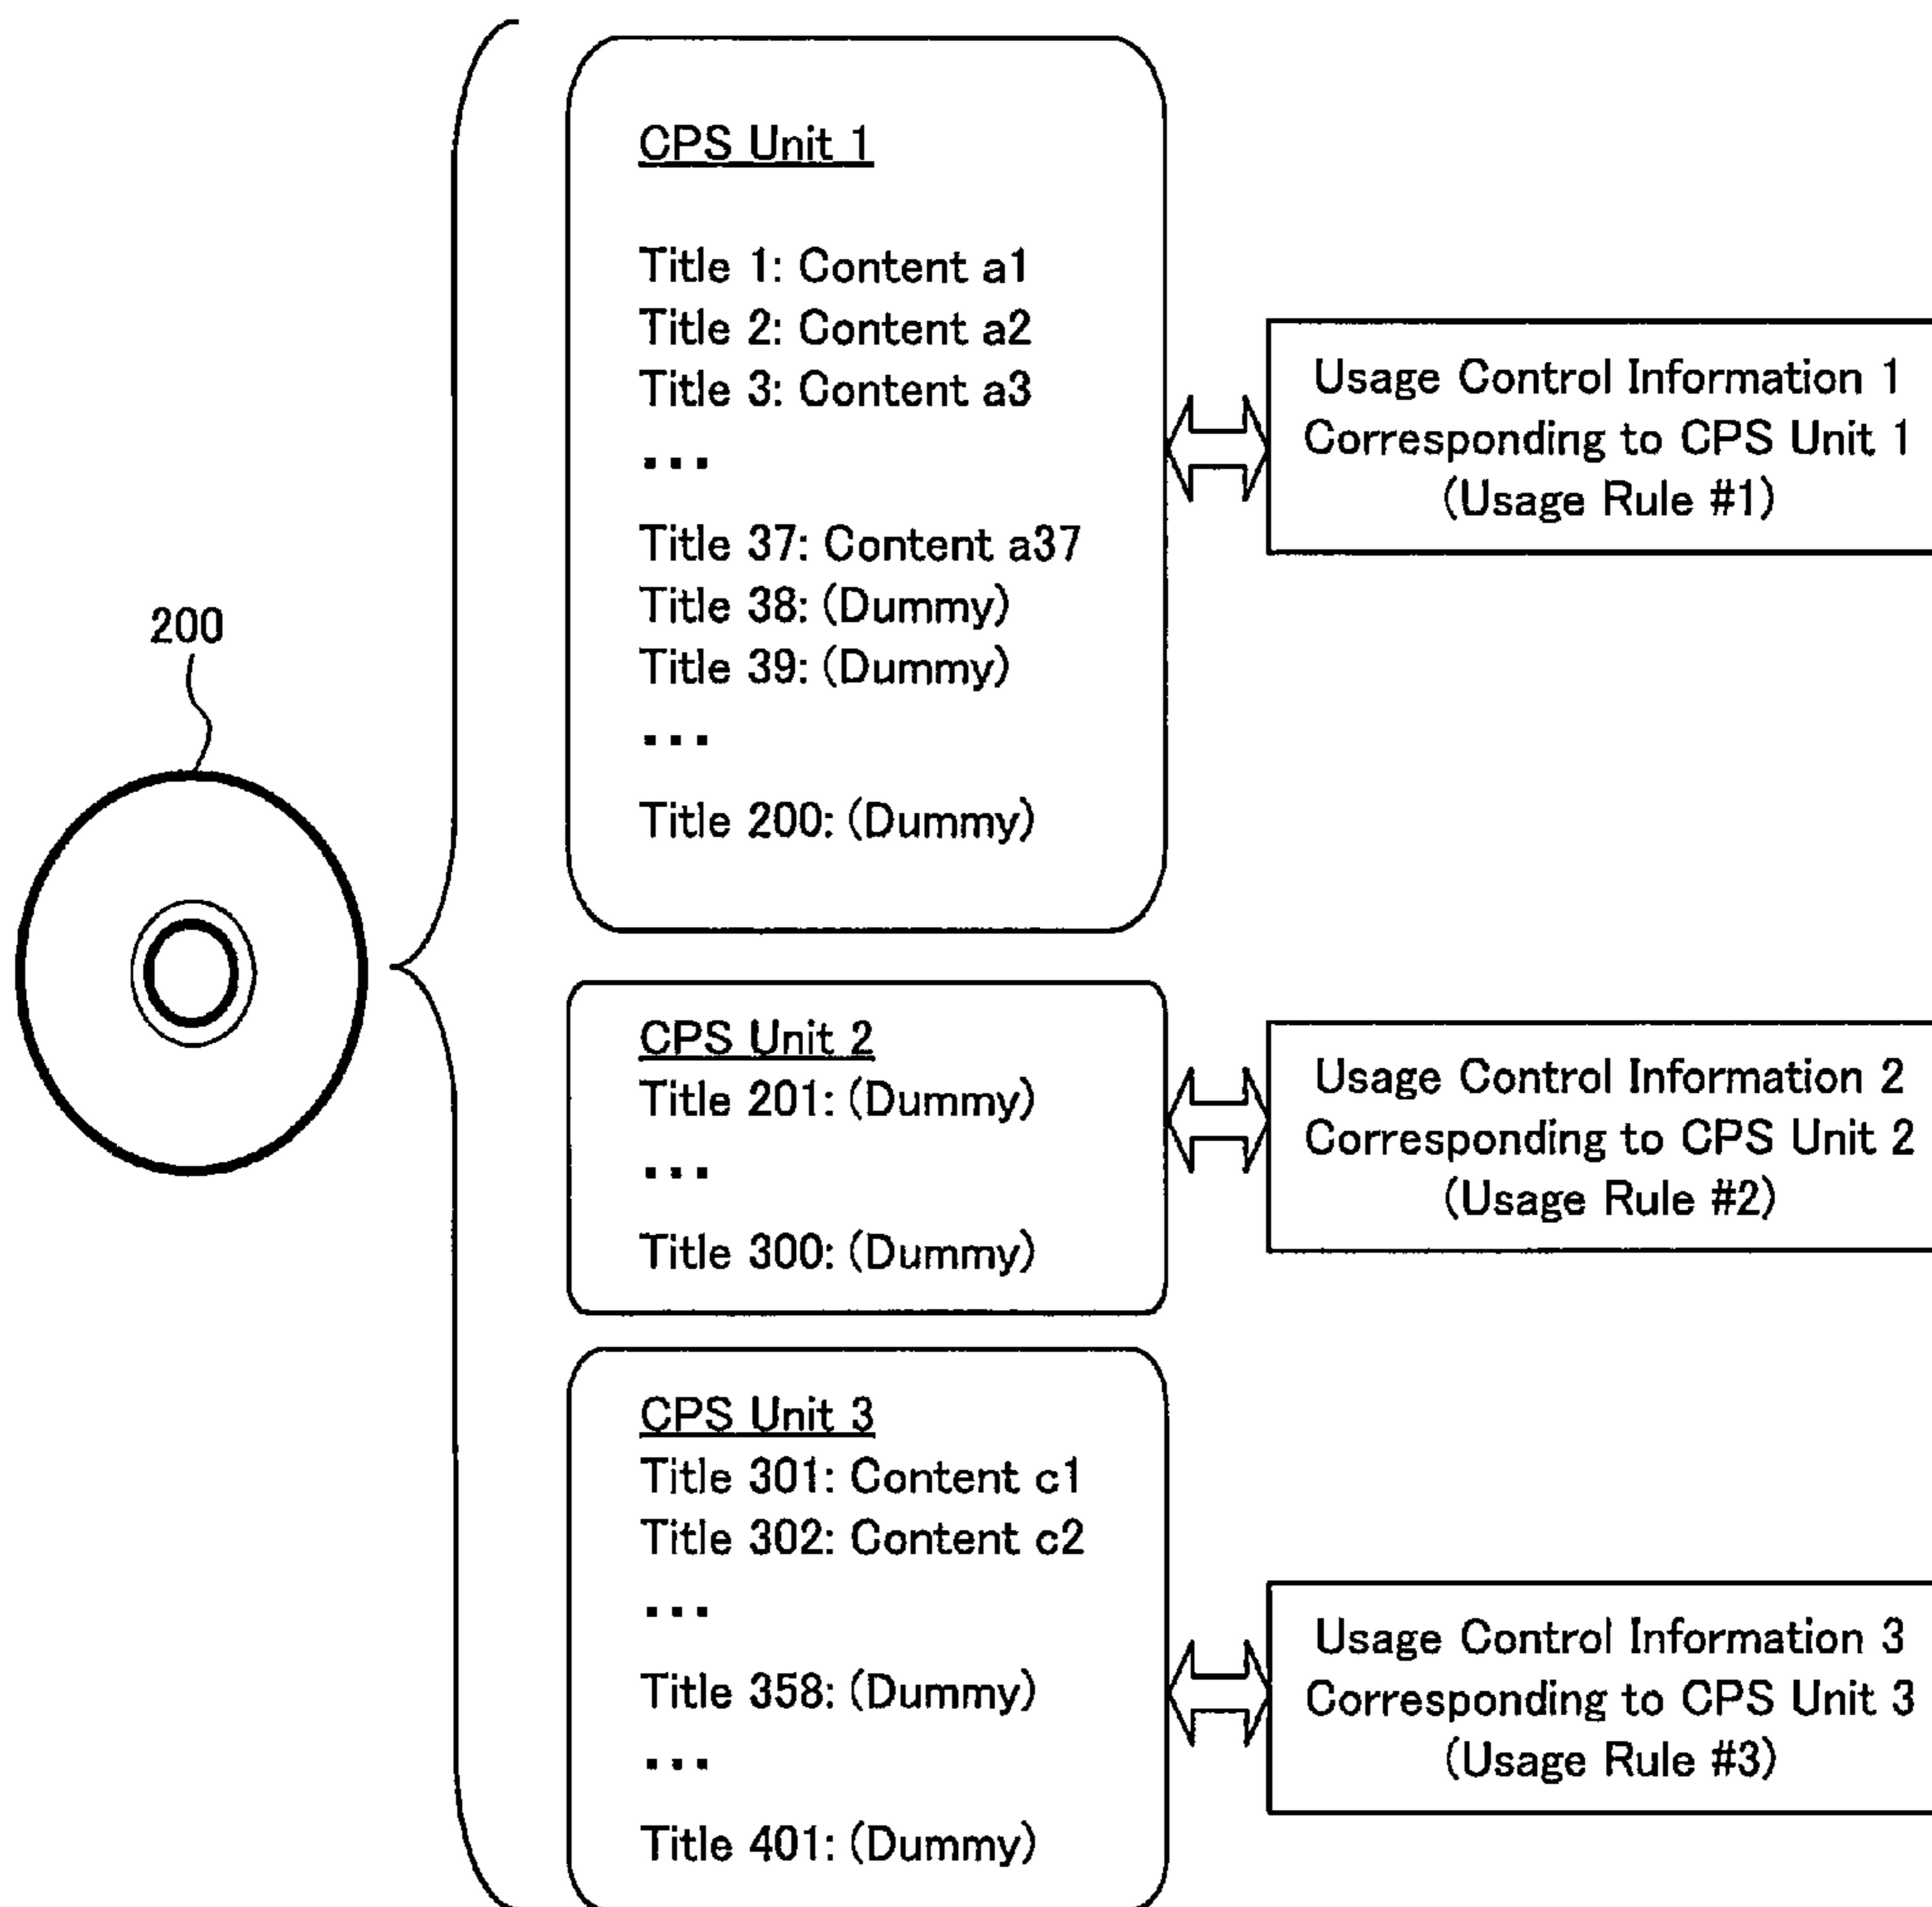 200
CPS Unit 1
Title 1: Content a1
Title 2: Content a2
Title 3: Content a3
...
Title 37: Content a37
Title 38: (Dummy)
Title 39: (Dummy)
...
Title 200: (Dummy)
Usage Control Information 1
Corresponding to CPS Unit 1
(Usage Rule #1)
CPS Unit 2
Title 201: (Dummy)
...
Title 300: (Dummy)
Usage Control Information 2
Corresponding to CPS Unit 2
(Usage Rule #2)
CPS Unit 3
Title 301: Content c1
Title 302: Content c2
...
Title 358: (Dummy)
...
Title 401: (Dummy)
Usage Control Information 3
Corresponding to CPS Unit 3
(Usage Rule #3)